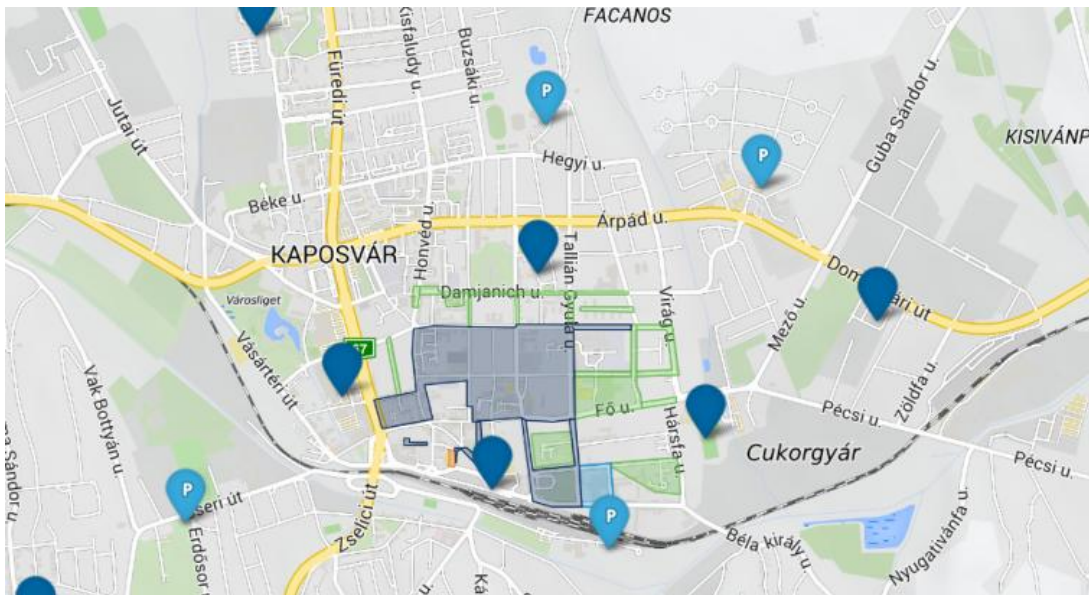 FACANOS
Kisfaludy u.
Buzsáki u.
Füredi út
P
Jutai út
Guba Sándor u.
KISIVÁNP
P
Hegyi u.
Béke u.
Honvéd u.
Árpád u.
KAPOSVÁR
Tallián Gyula u.
Damjanich u.
Városliget
Virág u.
Mező u.
67
Vásártéri út
Vak Bottyán u.
Fő u.
Hársfa u.
Pécsi u.
Zöldfa u.
Cukorgyár
Pécsi u.
P
Erdősor u.
Zselici út
P
Béla király u.
Nyugativánfa u.